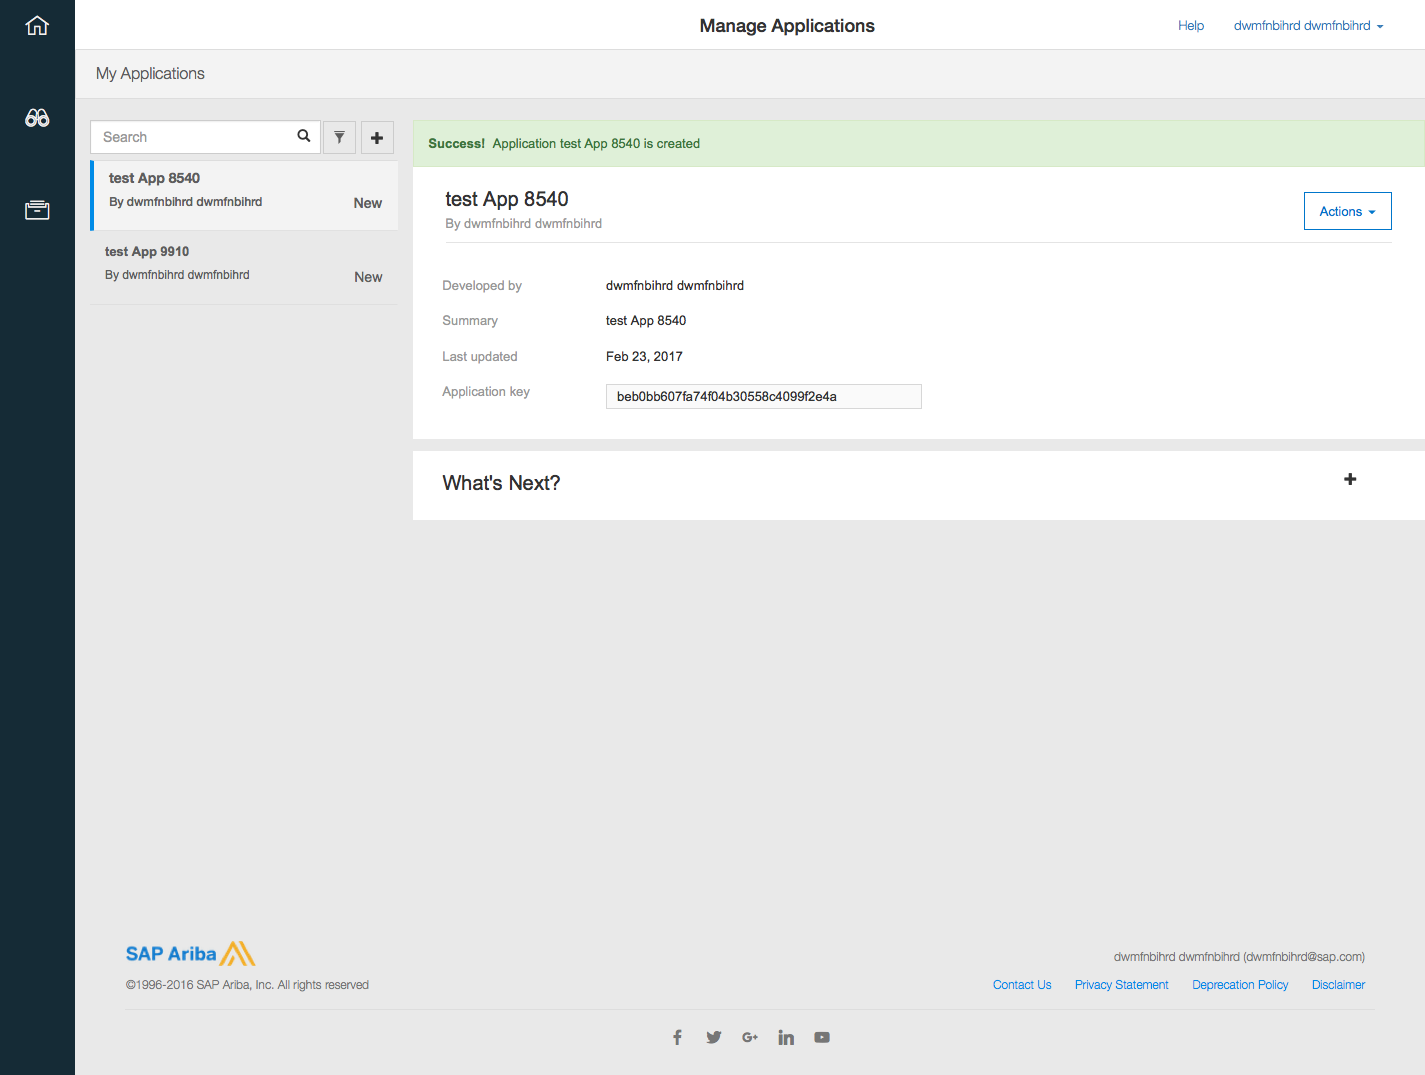 Manage Applications
Help
dwmfnbihrd dwmfnbihrd
My Applications
Search
test App 8540
By dwmfnbihrd dwmfnbihrd
New
test App 9910
By dwmfnbihrd dwmfnbihrd
New
Success! Application test App 8540 is created
test App 8540
By dwmfnbihrd dwmfnbihrd
Actions
Developed by dwmfnbihrd dwmfnbihrd
Summary test App 8540
Last updated Feb 23, 2017
Application key beb0bb607fa74f04b30558c4099f2e4a
What's Next?
SAP Ariba
©1996-2016 SAP Ariba, Inc. All rights reserved
dwmfnbihrd dwmfnbihrd (dwmfnbihrd@sap.com)
Contact Us Privacy Statement Deprecation Policy Disclaimer